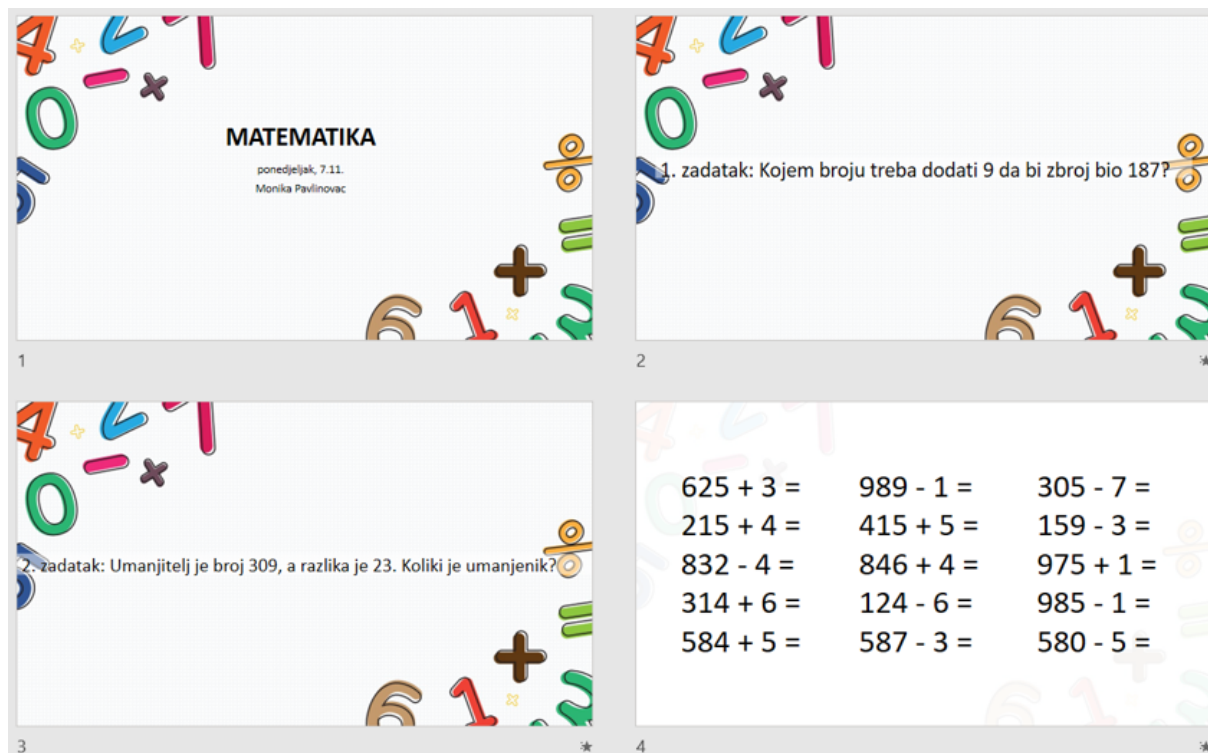 MATEMATIKA
ponedjeljak, 7.11.
Monika Pavlinovac
1
1. zadatak: Kojem broju treba dodati 9 da bi zbroj bio 187?
2
2. zadatak: Umanjitelj je broj 309, a razlika je 23. Koliki je umanjenik?
3
625 + 3 = 989 - 1 = 305 - 7 =
215 + 4 = 415 + 5 = 159 - 3 =
832 - 4 = 846 + 4 = 975 + 1 =
314 + 6 = 124 - 6 = 985 - 1 =
584 + 5 = 587 - 3 = 580 - 5 =
4